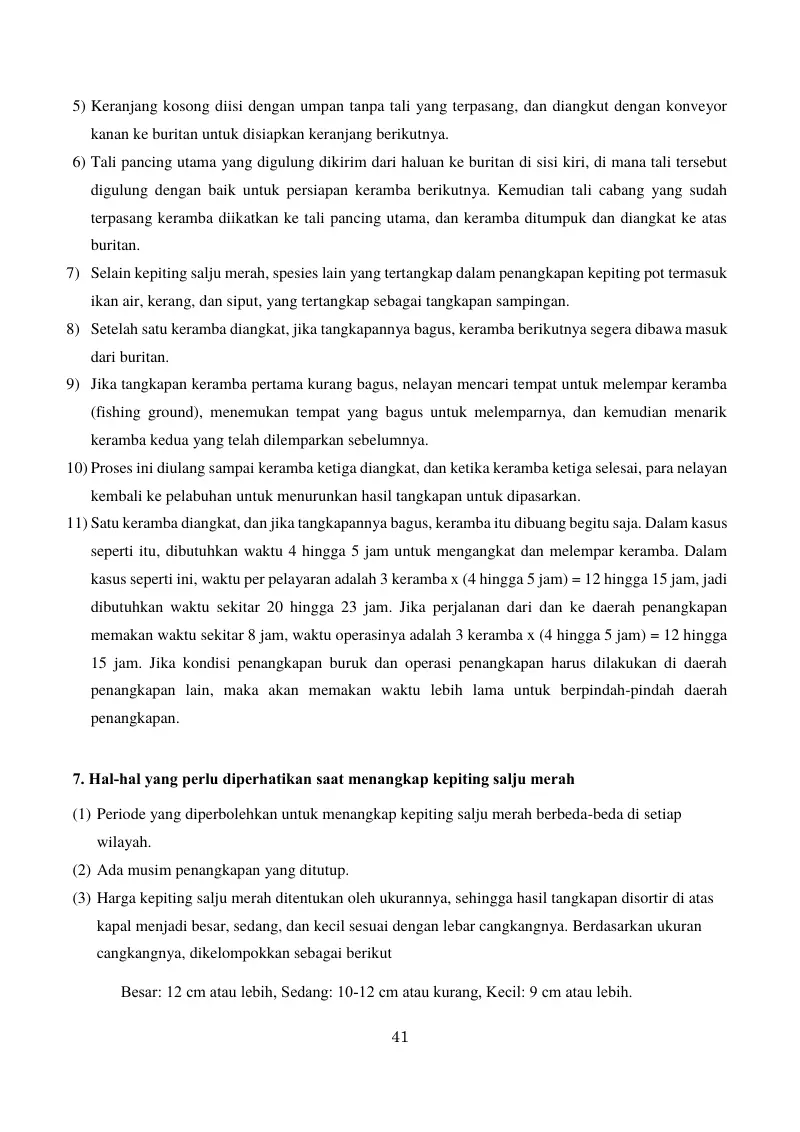 5) Keranjang kosong diisi dengan umpan tanpa tali yang terpasang, dan diangkut dengan konveyor
kanan ke buritan untuk disiapkan keranjang berikutnya.
6) Tali pancing utama yang digulung dikirim dari haluan ke buritan di sisi kiri, di mana tali tersebut
digulung dengan baik untuk persiapan keramba berikutnya. Kemudian tali cabang yang sudah
terpasang keramba diikatkan ke tali pancing utama, dan keramba ditumpuk dan diangkat ke atas
buritan.
7) Selain kepiting salju merah, spesies lain yang tertangkap dalam penangkapan kepiting pot termasuk
ikan air, kerang, dan siput, yang tertangkap sebagai tangkapan sampingan.
8) Setelah satu keramba diangkat, jika tangkapannya bagus, keramba berikutnya segera dibawa masuk
dari buritan.
9) Jika tangkapan keramba pertama kurang bagus, nelayan mencari tempat untuk melempar keramba
(fishing ground), menemukan tempat yang bagus untuk melemparnya, dan kemudian menarik
keramba kedua yang telah dilemparkan sebelumnya.
10) Proses ini diulang sampai keramba ketiga diangkat, dan ketika keramba ketiga selesai, para nelayan
kembali ke pelabuhan untuk menurunkan hasil tangkapan untuk dipasarkan.
11) Satu keramba diangkat, dan jika tangkapannya bagus, keramba itu dibuang begitu saja. Dalam kasus
seperti itu, dibutuhkan waktu 4 hingga 5 jam untuk mengangkat dan melempar keramba. Dalam
kasus seperti ini, waktu per pelayaran adalah 3 keramba x (4 hingga 5 jam) = 12 hingga 15 jam, jadi
dibutuhkan waktu sekitar 20 hingga 23 jam. Jika perjalanan dari dan ke daerah penangkapan
memakan waktu sekitar 8 jam, waktu operasinya adalah 3 keramba x (4 hingga 5 jam) = 12 hingga
15 jam. Jika kondisi penangkapan buruk dan operasi penangkapan harus dilakukan di daerah
penangkapan lain, maka akan memakan waktu lebih lama untuk berpindah-pindah daerah
penangkapan.
7. Hal-hal yang perlu diperhatikan saat menangkap kepiting salju merah
(1) Periode yang diperbolehkan untuk menangkap kepiting salju merah berbeda-beda di setiap
wilayah.
(2) Ada musim penangkapan yang ditutup.
(3) Harga kepiting salju merah ditentukan oleh ukurannya, sehingga hasil tangkapan disortir di atas
kapal menjadi besar, sedang, dan kecil sesuai dengan lebar cangkangnya. Berdasarkan ukuran
cangkangnya, dikelompokkan sebagai berikut
Besar: 12 cm atau lebih, Sedang: 10-12 cm atau kurang, Kecil: 9 cm atau lebih.
41